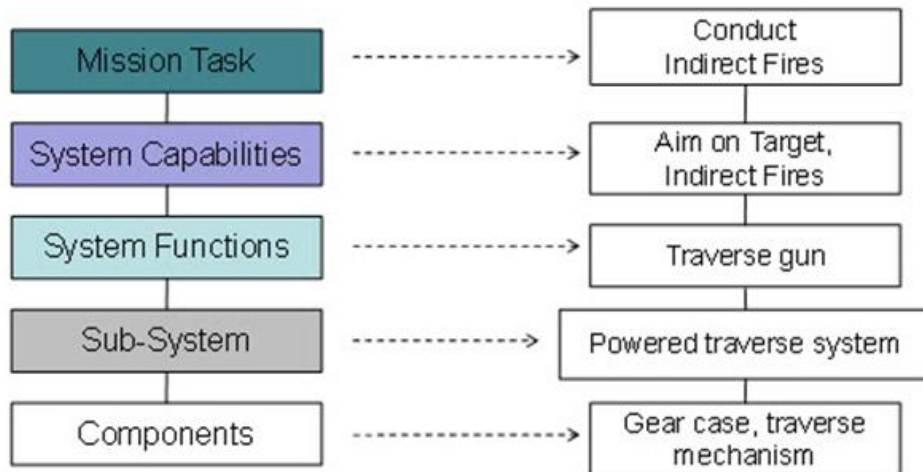 Mission Task
Conduct
Indirect Fires
System Capabilities
Aim on Target,
Indirect Fires
System Functions
Traverse gun
Sub-System
Powered traverse system
Components
Gear case, traverse
mechanism